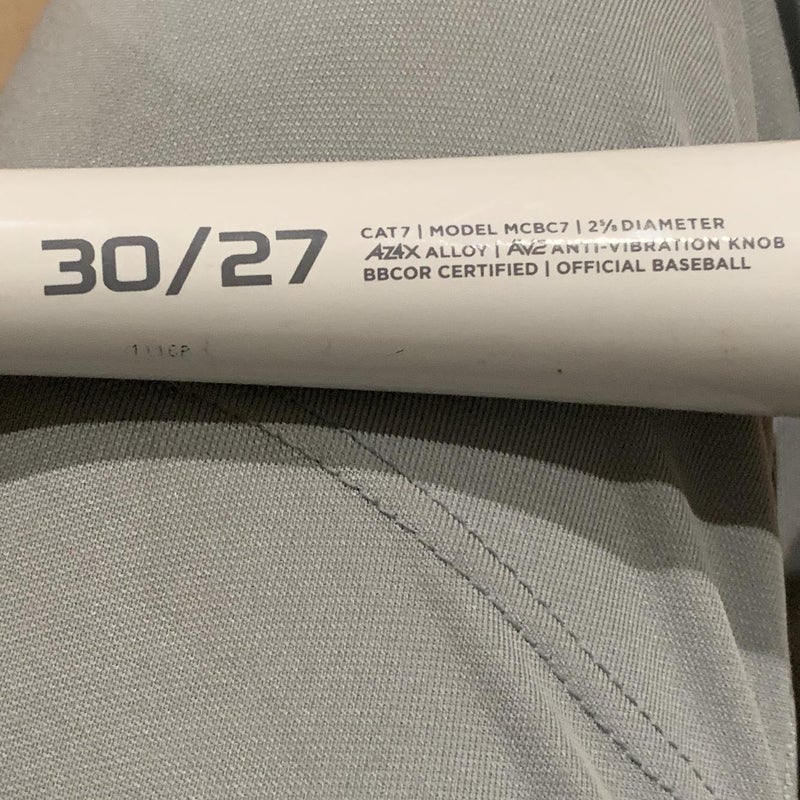 30/27
CAT7 | MODEL MCBC7 | 2⅝ DIAMETER
AZ4X ALLOY | AV2 ANTI-VIBRATION KNOB
BBCOR CERTIFIED | OFFICIAL BASEBALL